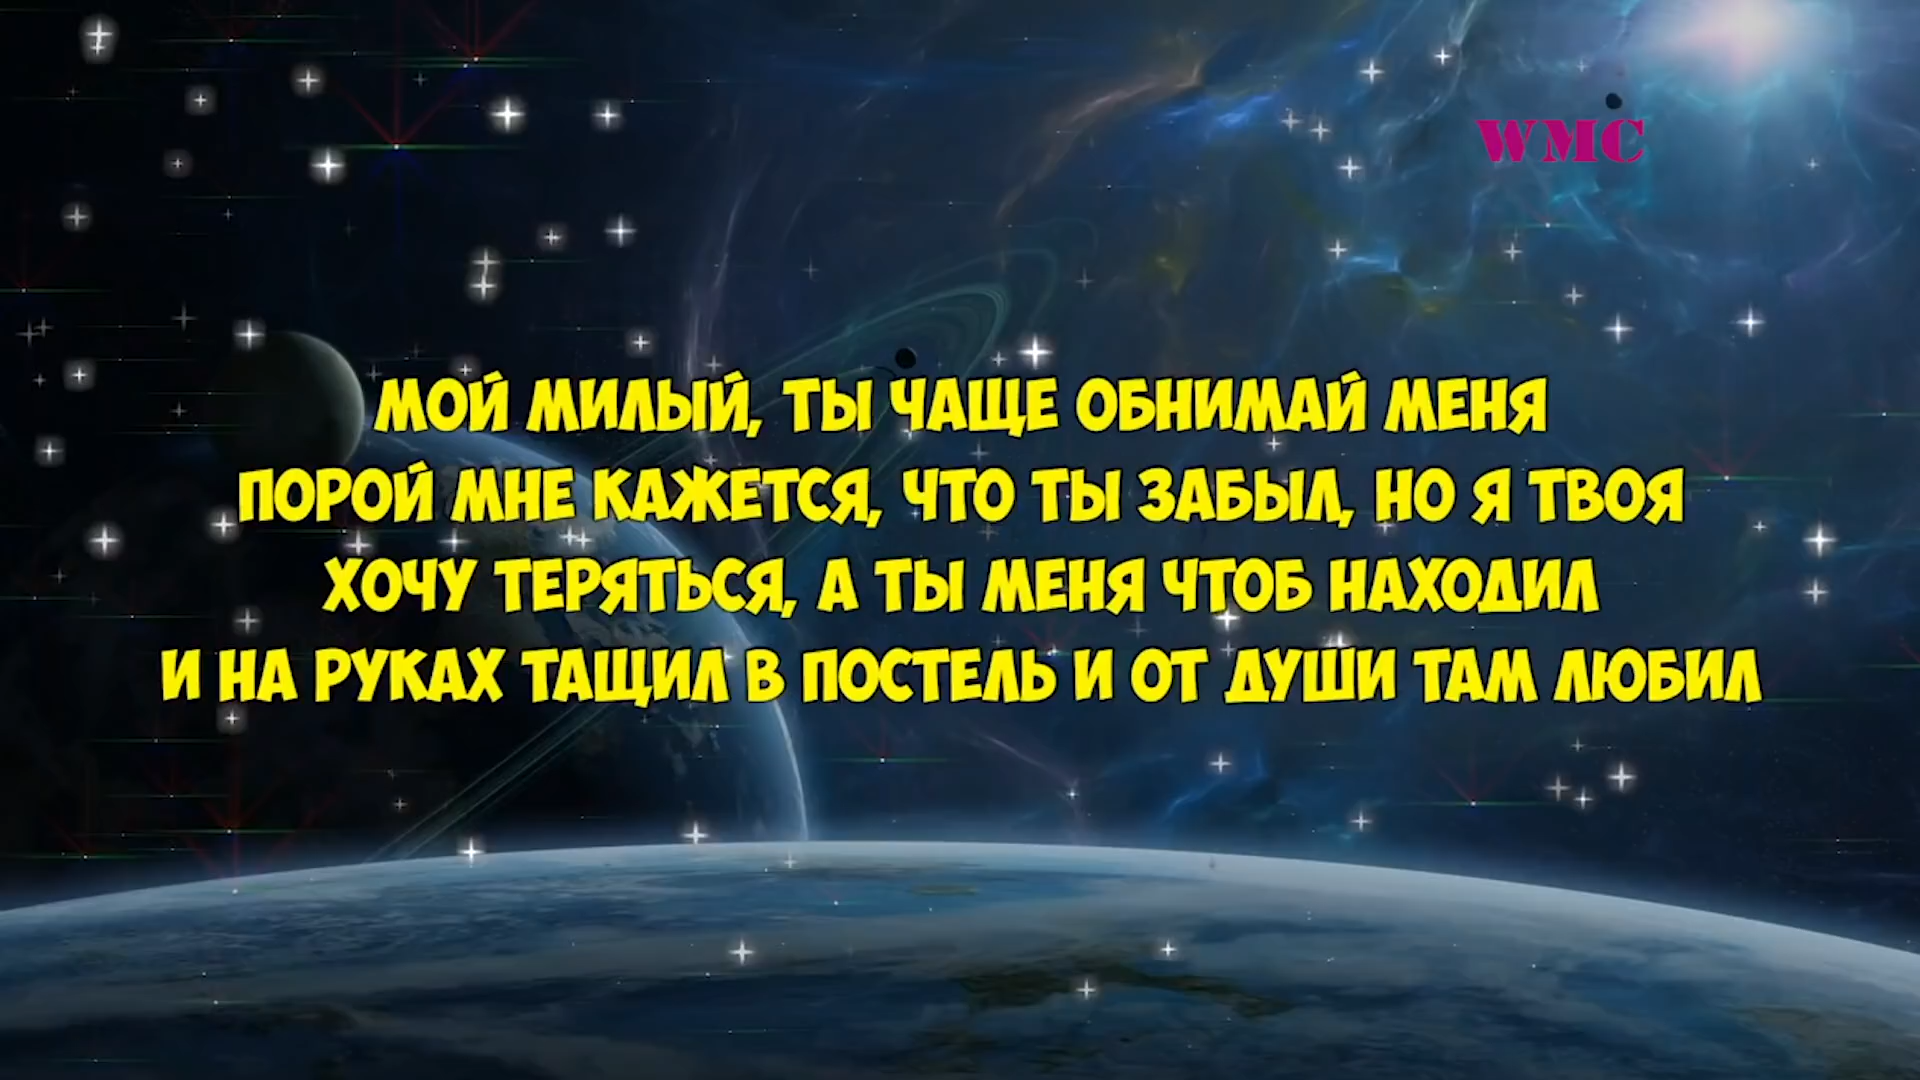 WMC
МОЙ МИЛЫЙ, ТЫ ЧАЩЕ ОБНИМАЙ МЕНЯ
ПОРОЙ МНЕ КАЖЕТСЯ, ЧТО ТЫ ЗАБЫЛ, НО Я ТВОЯ
ХОЧУ ТЕРЯТЬСЯ, А ТЫ МЕНЯ ЧТОБ НАХОДИЛ
И НА РУКАХ ТАЩИЛ В ПОСТЕЛЬ И ОТ ДУШИ ТАМ ЛЮБИЛ